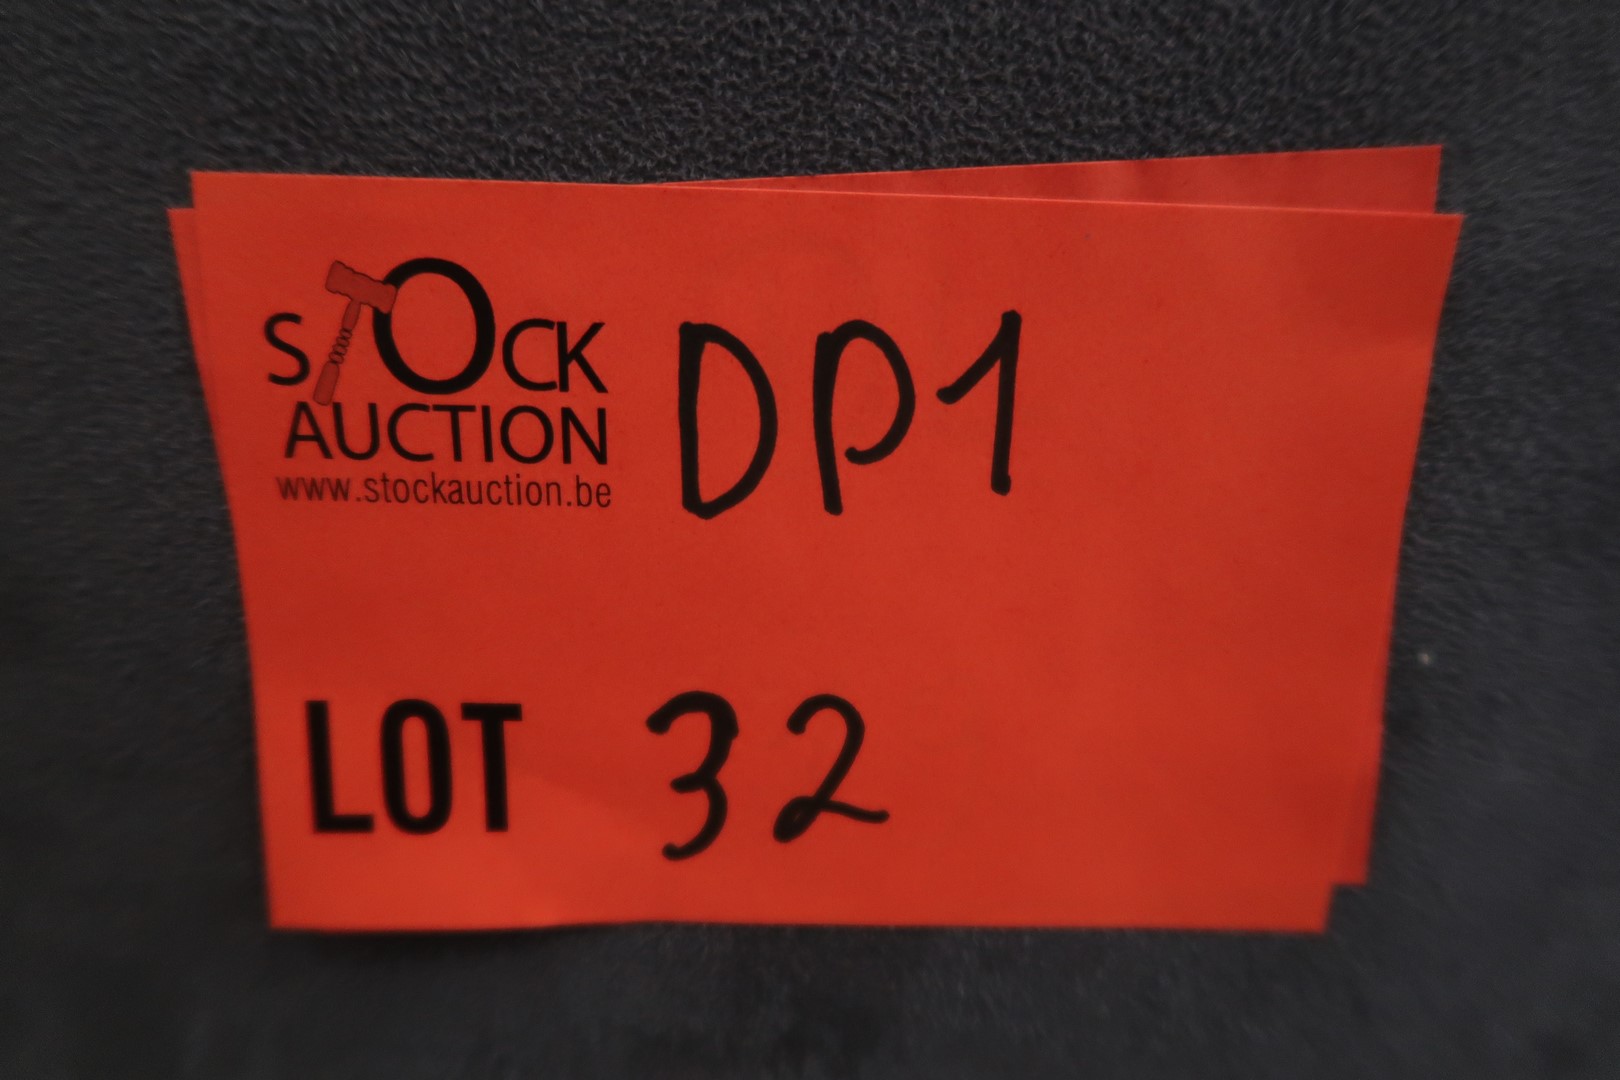 STOCK DP1
AUCTION
www.stockauction.be
LOT 32